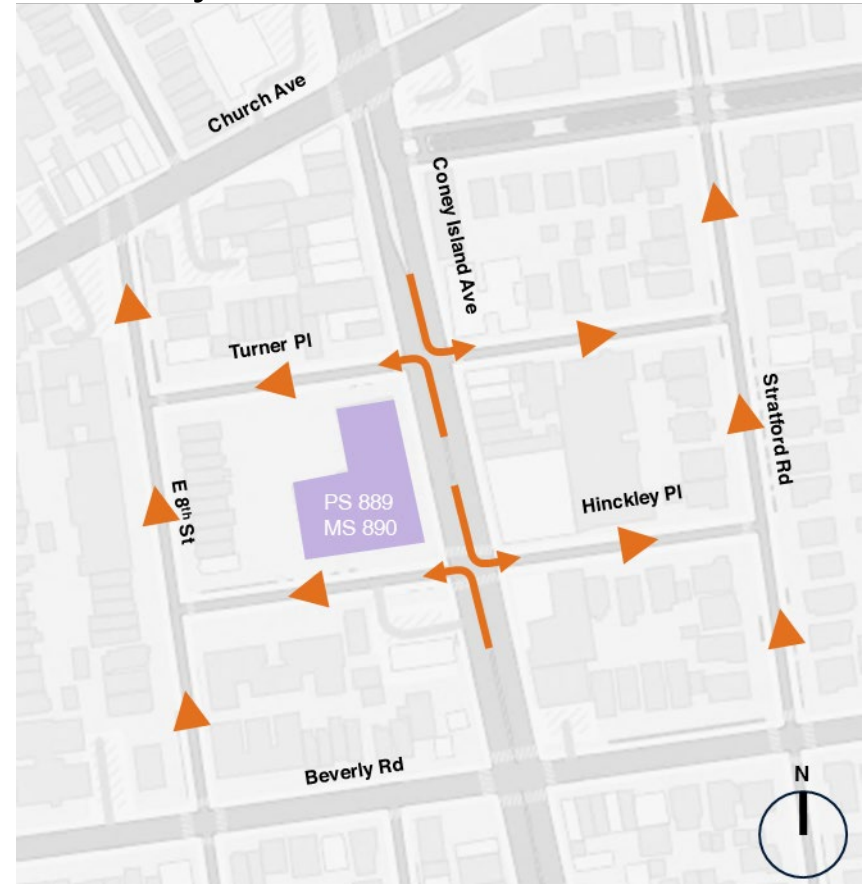 Church Ave
Coney Island Ave
Turner Pl
Stratford Rd
E 8th St
PS 889
MS 890
Hinckley Pl
Beverly Rd
N